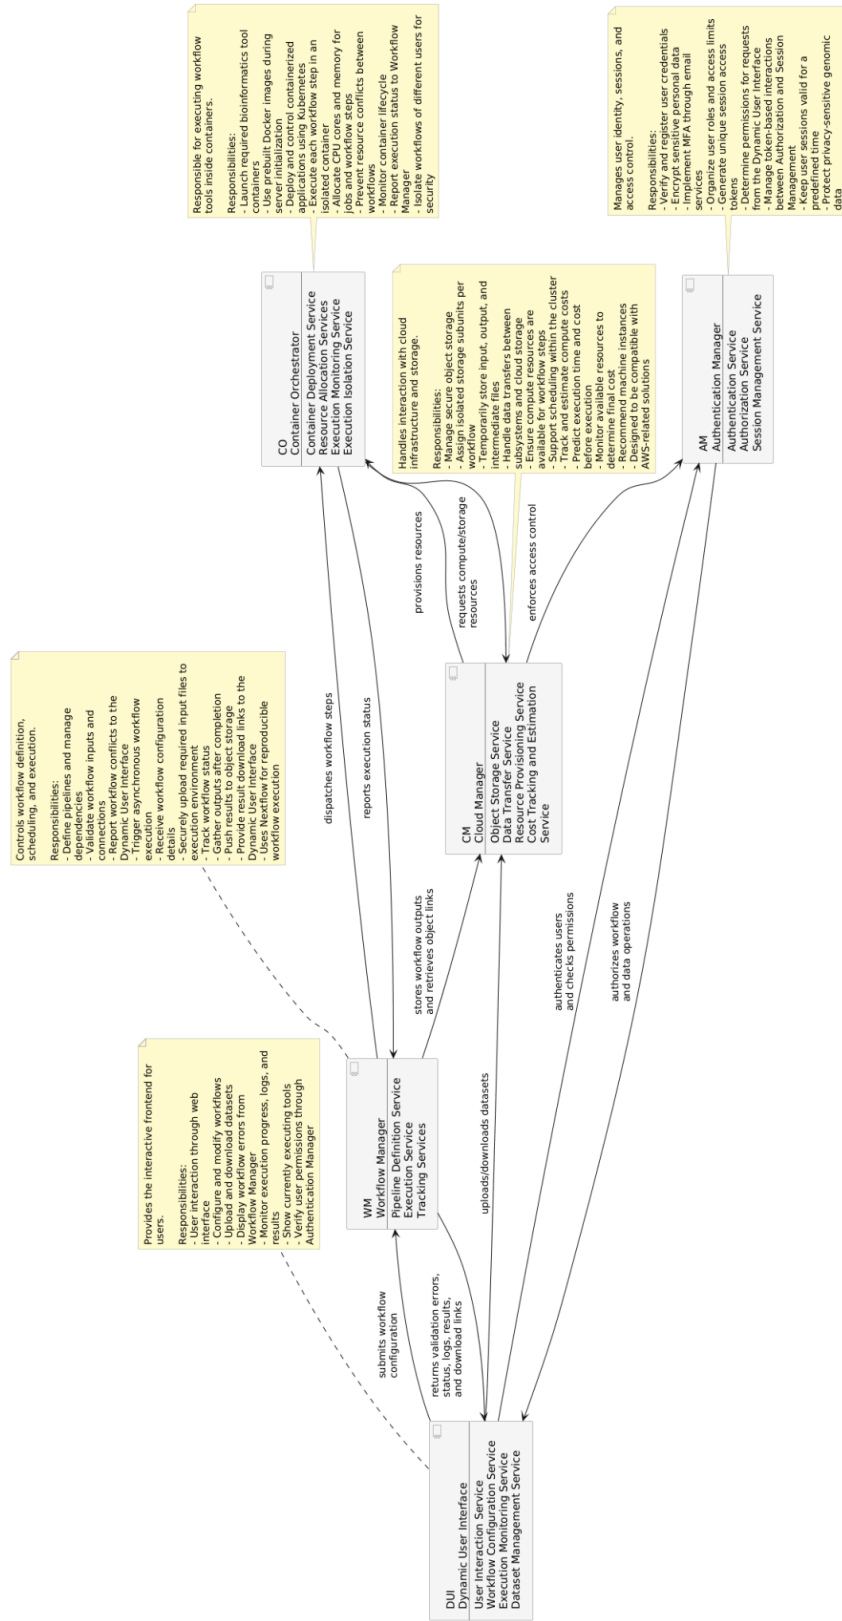 Responsible for executing workflow
tools inside containers.
Responsibilities:
- Launch required bioinformatics tool
containers
- Use prebuilt Docker images during
server initialization
- Deploy and control containerized
applications using Kubernetes
- Execute each workflow step in an
isolated container
- Allocate CPU cores and memory for
jobs and workflow steps
- Prevent resource conflicts between
workflows
- Monitor container lifecycle
- Report execution status to Workflow
Manager
- Isolate workflows of different users for
security
Manages user identity, sessions, and
access control.
Responsibilities:
- Verify and register user credentials
- Encrypt sensitive personal data
- Implement MFA through email
services
- Organize user roles and access limits
- Generate unique session access
tokens
- Determine permissions for requests
from the Dynamic User Interface
- Manage token-based interactions
between Authorization and Session
Management
- Keep user sessions valid for a
predefined time
- Protect privacy-sensitive genomic
data
CO
Container Orchestrator
Container Deployment Service
Resource Allocation Services
Execution Monitoring Service
Execution Isolation Service
Handles interaction with cloud
infrastructure and storage.
Responsibilities:
- Manage secure object storage
- Assign isolated storage subunits per
workflow
- Temporarily store input, output, and
intermediate files
- Handle data transfers between
subsystems and cloud storage
- Ensure compute resources are
available for workflow steps
- Support scheduling within the cluster
- Track and estimate compute costs
- Predict execution time and cost
before execution
- Monitor available resources to
determine final cost
- Recommend machine instances
- Designed to be compatible with
AWS-related solutions
AM
Authentication Manager
Authentication Service
Authorization Service
Session Management Service
provisions resources
requests compute/storage
resources
enforces access control
Controls workflow definition,
scheduling, and execution.
Responsibilities:
- Define pipelines and manage
dependencies
- Validate workflow inputs and
connections
- Report workflow conflicts to the
Dynamic User Interface
- Trigger asynchronous workflow
execution
- Receive workflow configuration
details
- Securely upload required input files to
execution environment
- Track workflow status
- Gather outputs after completion
- Push results to object storage
- Provide result download links to the
Dynamic User Interface
- Uses Nextflow for reproducible
workflow execution
dispatches workflow steps
reports execution status
CM
Cloud Manager
Object Storage Service
Data Transfer Service
Resource Provisioning Service
Cost Tracking and Estimation
Service
stores workflow outputs
and retrieves object links
authenticates users
and checks permissions
authorizes workflow
and data operations
Provides the interactive frontend for
users.
Responsibilities:
- User interaction through web
interface
- Configure and modify workflows
- Upload and download datasets
- Display workflow errors from
Workflow Manager
- Monitor execution progress, logs, and
results
- Show currently executing tools
- Verify user permissions through
Authentication Manager
WM
Workflow Manager
Pipeline Definition Service
Execution Service
Tracking Services
uploads/downloads datasets
submits workflow
configuration
returns validation errors,
status, logs, results,
and download links
DUI
Dynamic User Interface
User Interaction Service
Workflow Configuration Service
Execution Monitoring Service
Dataset Management Service